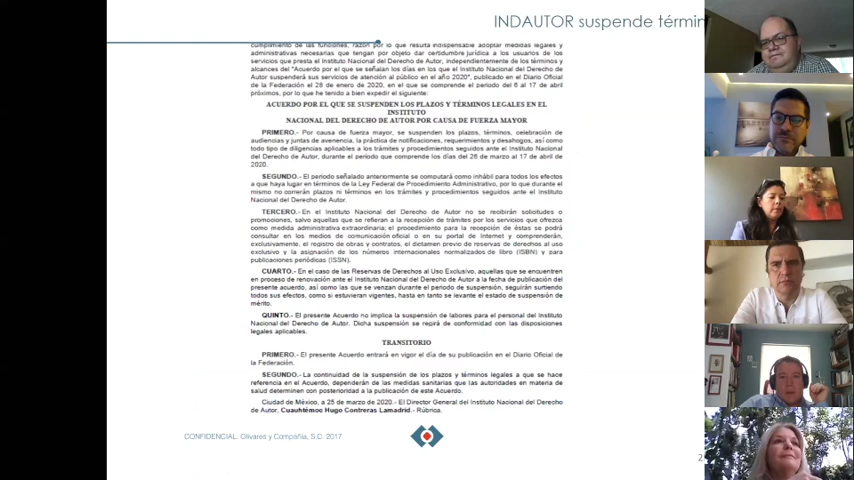 INDAUTOR suspende términ
cumplimiento de las funciones, razón por lo que resulta indispensable adoptar medidas legales y
administrativas necesarias que tengan por objeto dar certidumbre jurídica a los usuarios de los
servicios que presta el Instituto Nacional del Derecho de Autor, independientemente de los términos y
alcances del "Acuerdo por el que se señalan los días en los que el Instituto Nacional del Derecho de
Autor suspenderá sus servicios de atención al público en el año 2020", publicado en el Diario Oficial
de la Federación el 28 de enero de 2020, en el que se comprende el periodo del 6 al 17 de abril
próximos, por lo que he tenido a bien expedir el siguiente:
ACUERDO POR EL QUE SE SUSPENDEN LOS PLAZOS Y TÉRMINOS LEGALES EN EL
INSTITUTO
NACIONAL DEL DERECHO DE AUTOR POR CAUSA DE FUERZA MAYOR
PRIMERO.- Por causa de fuerza mayor, se suspenden los plazos, términos, celebración de
audiencias y juntas de avenencia, la práctica de notificaciones, requerimientos y desahogos, así como
todo tipo de diligencias aplicables a los trámites y procedimientos seguidos ante el Instituto Nacional
del Derecho de Autor, durante el periodo que comprende los días del 26 de marzo al 17 de abril de
2020.
SEGUNDO.- El periodo señalado anteriormente se computará como inhábil para todos los efectos
a que haya lugar en términos de la Ley Federal de Procedimiento Administrativo, por lo que durante el
mismo no correrán plazos ni términos en los trámites y procedimientos seguidos ante el Instituto
Nacional del Derecho de Autor.
TERCERO.- En el Instituto Nacional del Derecho de Autor no se recibirán solicitudes o
promociones, salvo aquellas que se refieran a la recepción de trámites por los servicios que ofrezca
como medida administrativa extraordinaria; el procedimiento para la recepción de éstas se podrá
consultar en los medios de comunicación oficial o en su portal de Internet y comprenderán,
exclusivamente, el registro de obras y contratos, el dictamen previo de reservas de derechos al uso
exclusivo y la asignación de los números internacionales normalizados de libro (ISBN) y para
publicaciones periódicas (ISSN).
CUARTO.- En el caso de las Reservas de Derechos al Uso Exclusivo, aquellas que se encuentren
en proceso de renovación ante el Instituto Nacional del Derecho de Autor a la fecha de publicación del
presente acuerdo, así como las que se venzan durante el periodo de suspensión, seguirán surtiendo
todos sus efectos, como si estuvieran vigentes, hasta en tanto se levante el estado de suspensión de
mérito.
QUINTO.- El presente Acuerdo no implica la suspensión de labores para el personal del Instituto
Nacional del Derecho de Autor. Dicha suspensión se regirá de conformidad con las disposiciones
legales aplicables.
TRANSITORIO
PRIMERO.- El presente Acuerdo entrará en vigor el día de su publicación en el Diario Oficial de
la Federación.
SEGUNDO.- La continuidad de la suspensión de los plazos y términos legales a que se hace
referencia en el Acuerdo, dependerán de las medidas sanitarias que las autoridades en materia de
salud determinen con posterioridad a la publicación de este Acuerdo.
Ciudad de México, a 25 de marzo de 2020.- El Director General del Instituto Nacional del Derecho
de Autor, Cuauhtémoc Hugo Contreras Lamadrid.- Rúbrica.
CONFIDENCIAL. Olivares y Compañía, S.C. 2017
2